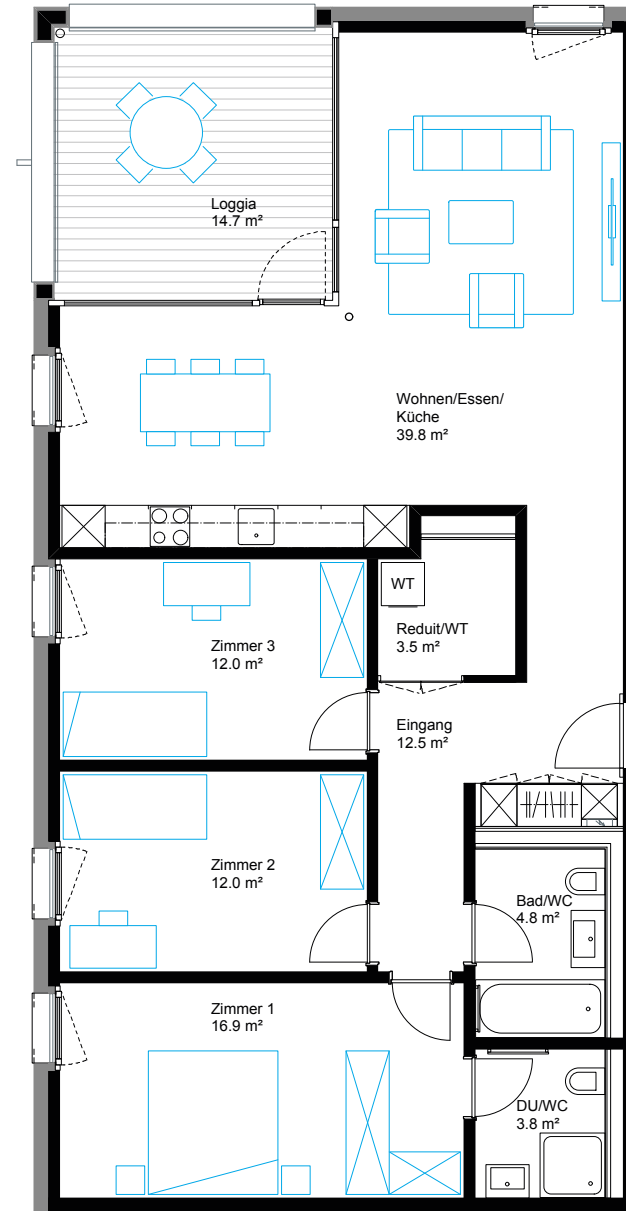 Loggia
14.7 m²
Wohnen/Essen/
Küche
39.8 m²
WT
Reduit/WT
3.5 m²
Zimmer 3
12.0 m²
Eingang
12.5 m²
Zimmer 2
12.0 m²
Bad/WC
4.8 m²
Zimmer 1
16.9 m²
DU/WC
3.8 m²